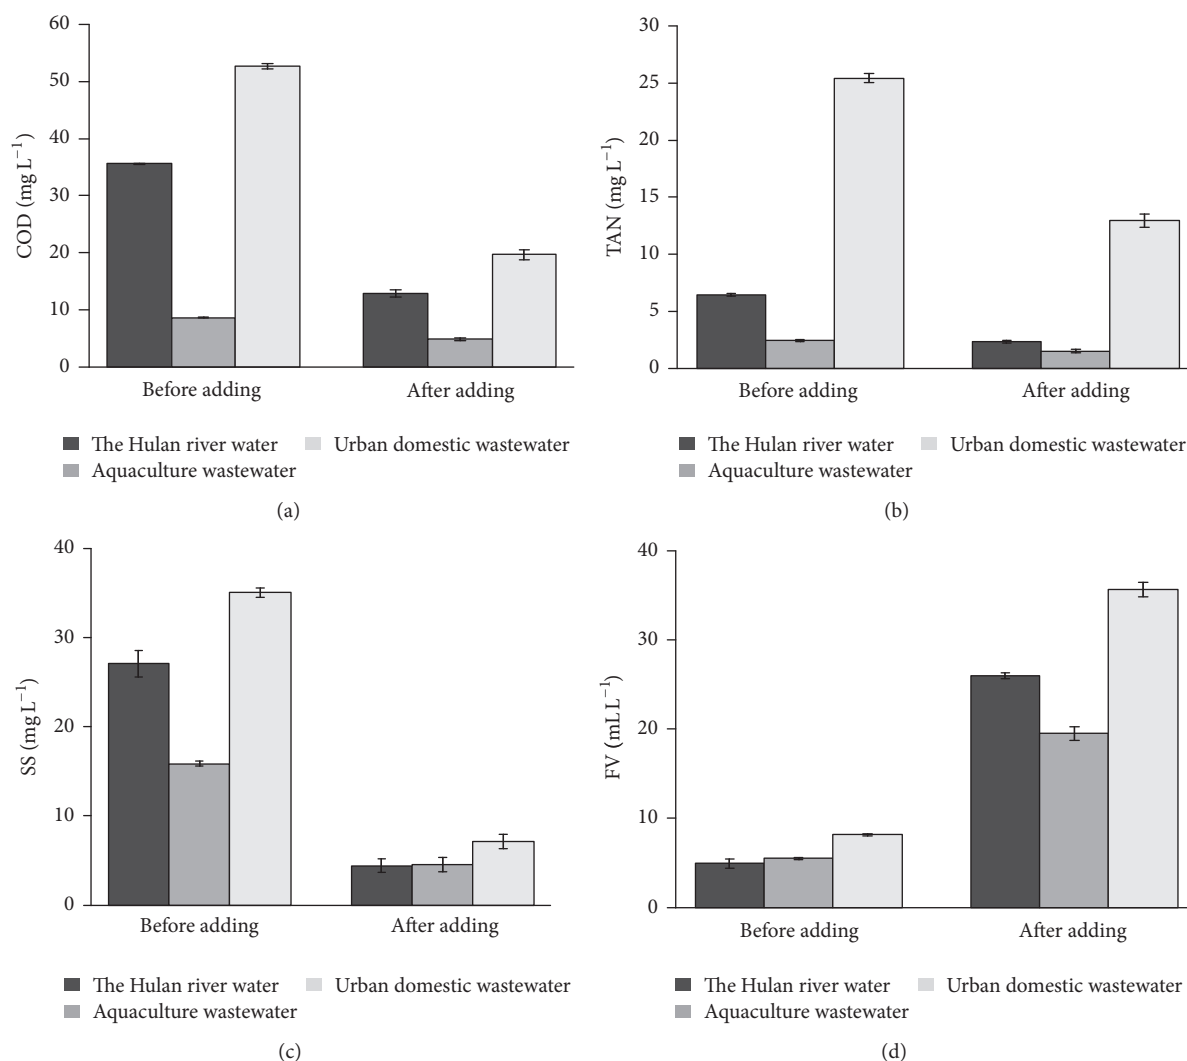 60
50
40
30
20
10
0
COD (mg L⁻¹)
Before adding
After adding
The Hulan river water
Urban domestic wastewater
Aquaculture wastewater
(a)
30
25
20
15
10
5
0
TAN (mg L⁻¹)
Before adding
After adding
The Hulan river water
Urban domestic wastewater
Aquaculture wastewater
(b)
40
30
20
10
0
SS (mg L⁻¹)
Before adding
After adding
The Hulan river water
Urban domestic wastewater
Aquaculture wastewater
(c)
40
30
20
10
0
FV (mL L⁻¹)
Before adding
After adding
The Hulan river water
Urban domestic wastewater
Aquaculture wastewater
(d)